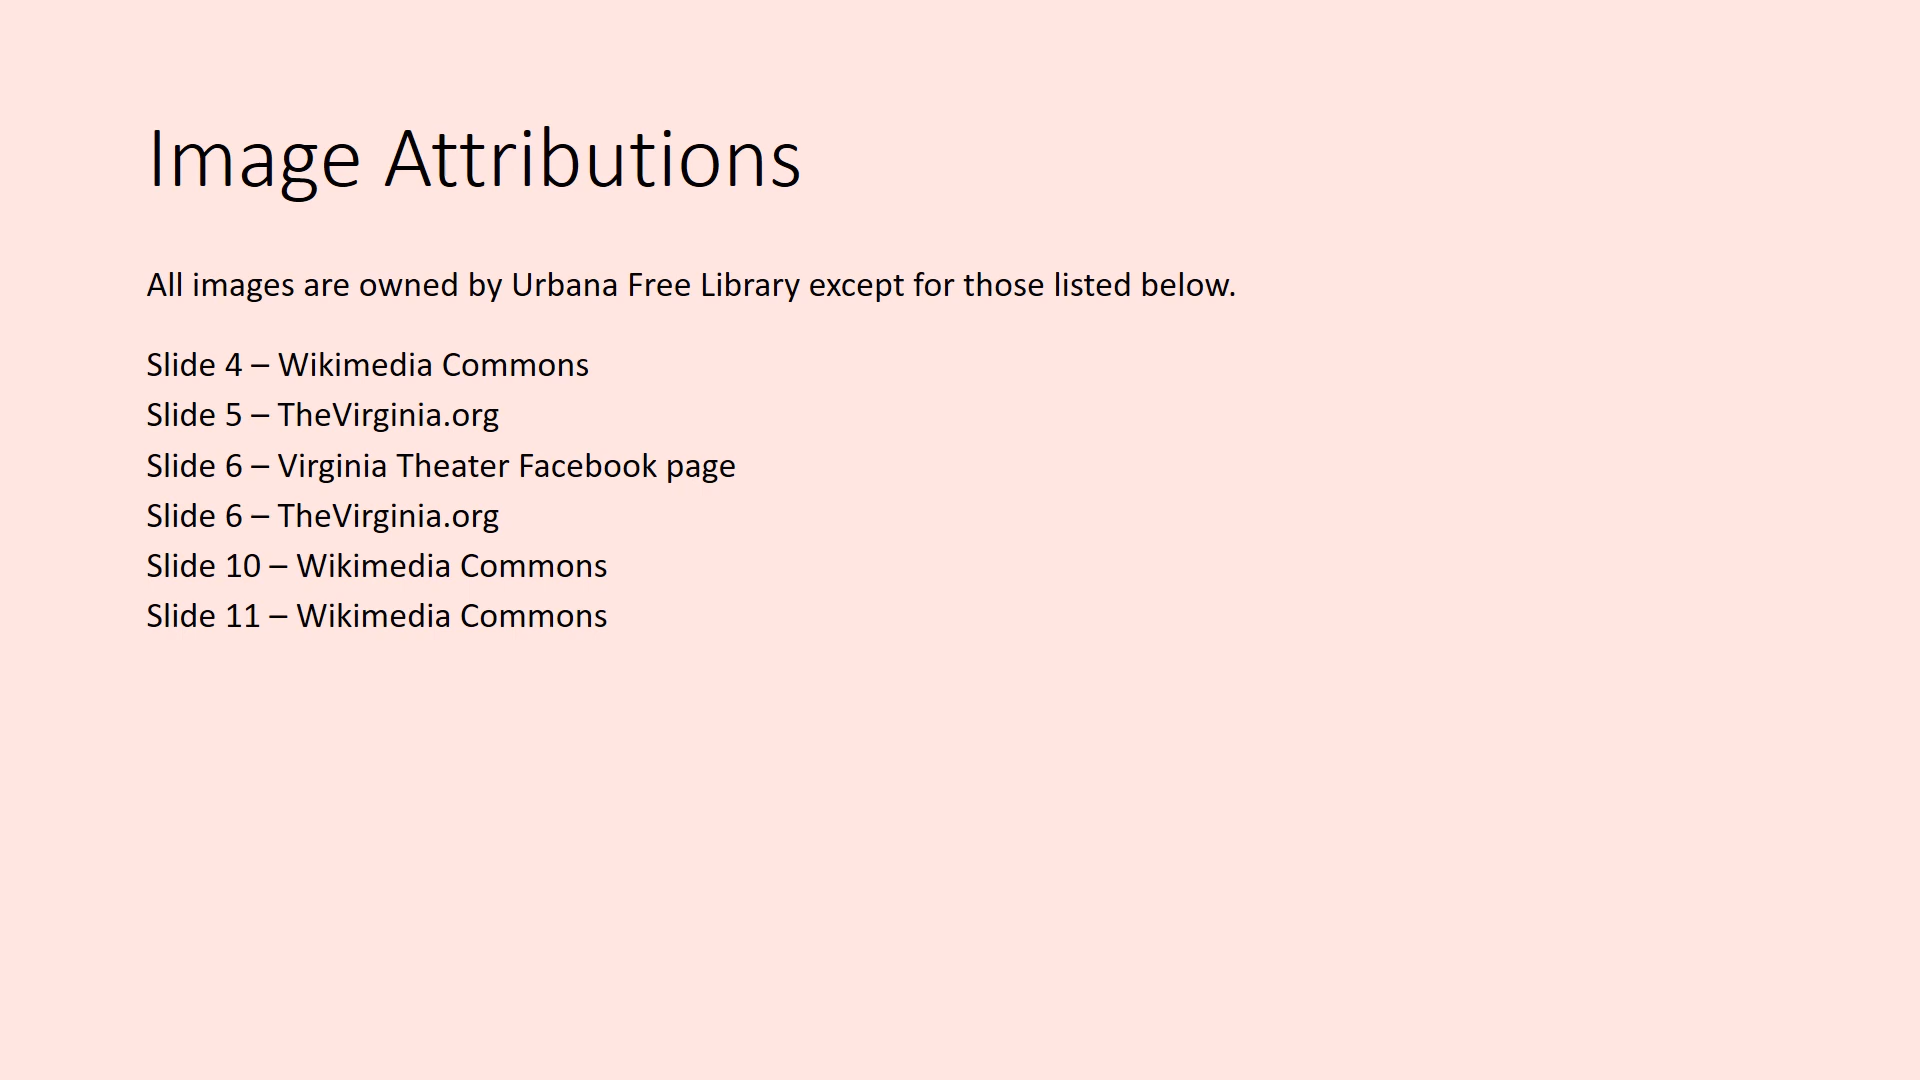 Image Attributions
All images are owned by Urbana Free Library except for those listed below.
Slide 4 – Wikimedia Commons
Slide 5 – TheVirginia.org
Slide 6 – Virginia Theater Facebook page
Slide 6 – TheVirginia.org
Slide 10 – Wikimedia Commons
Slide 11 – Wikimedia Commons